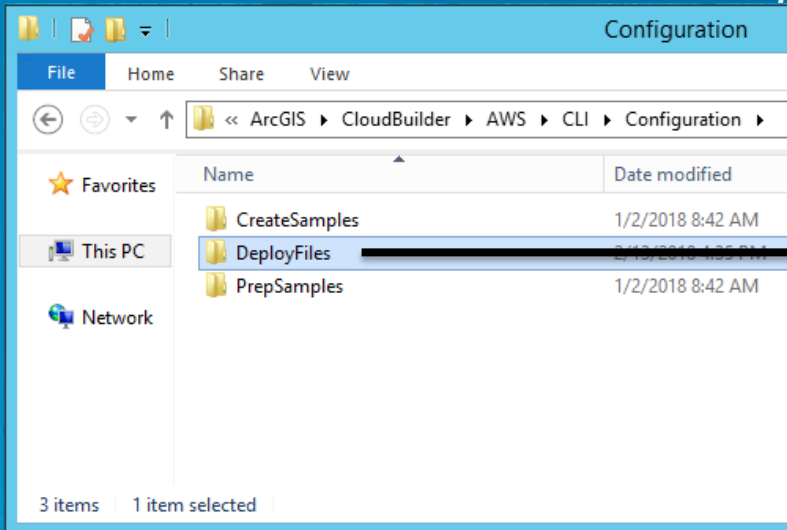 Configuration
File Home Share View
« ArcGIS ▸ CloudBuilder ▸ AWS ▸ CLI ▸ Configuration ▸
Name Date modified
Favorites
This PC
Network
CreateSamples 1/2/2018 8:42 AM
DeployFiles
PrepSamples 1/2/2018 8:42 AM
3 items 1 item selected